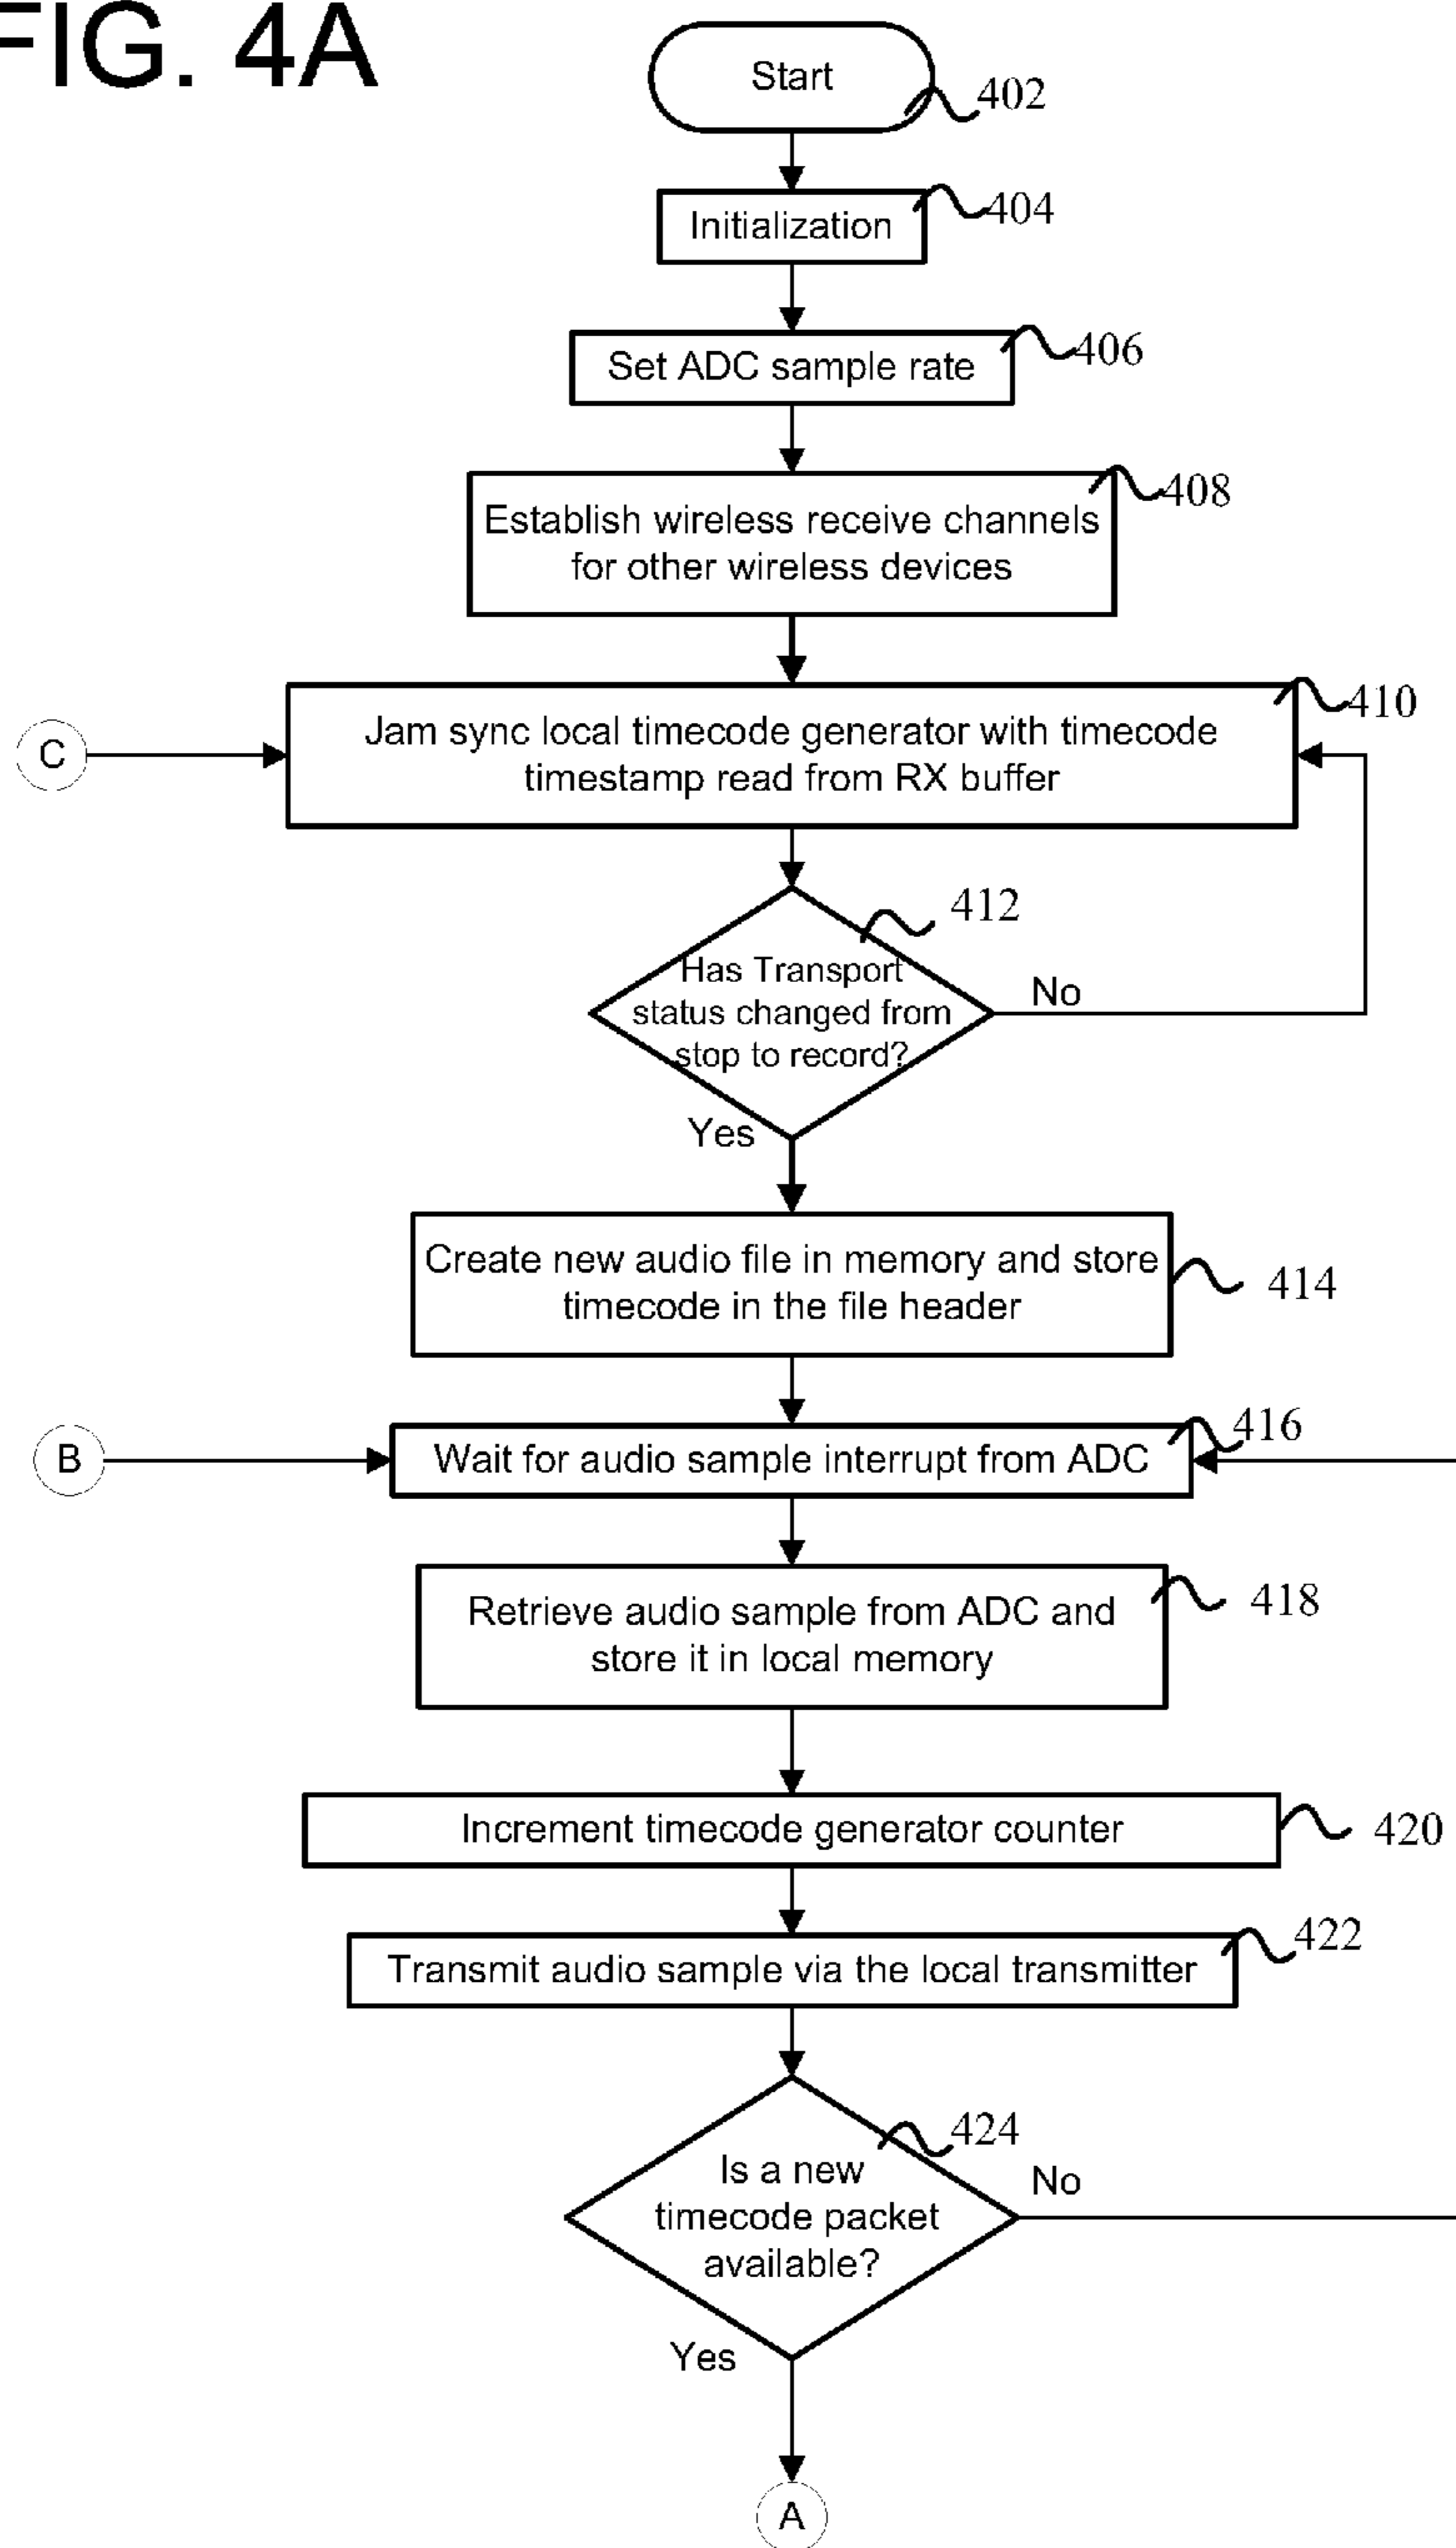 FIG. 4A
Start
402
Initialization
404
Set ADC sample rate
406
Establish wireless receive channels
for other wireless devices
408
C
Jam sync local timecode generator with timecode
timestamp read from RX buffer
410
Has Transport
status changed from
stop to record?
412
No
Yes
Create new audio file in memory and store
timecode in the file header
414
B
Wait for audio sample interrupt from ADC
416
Retrieve audio sample from ADC and
store it in local memory
418
Increment timecode generator counter
420
Transmit audio sample via the local transmitter
422
Is a new
timecode packet
available?
424
No
Yes
A